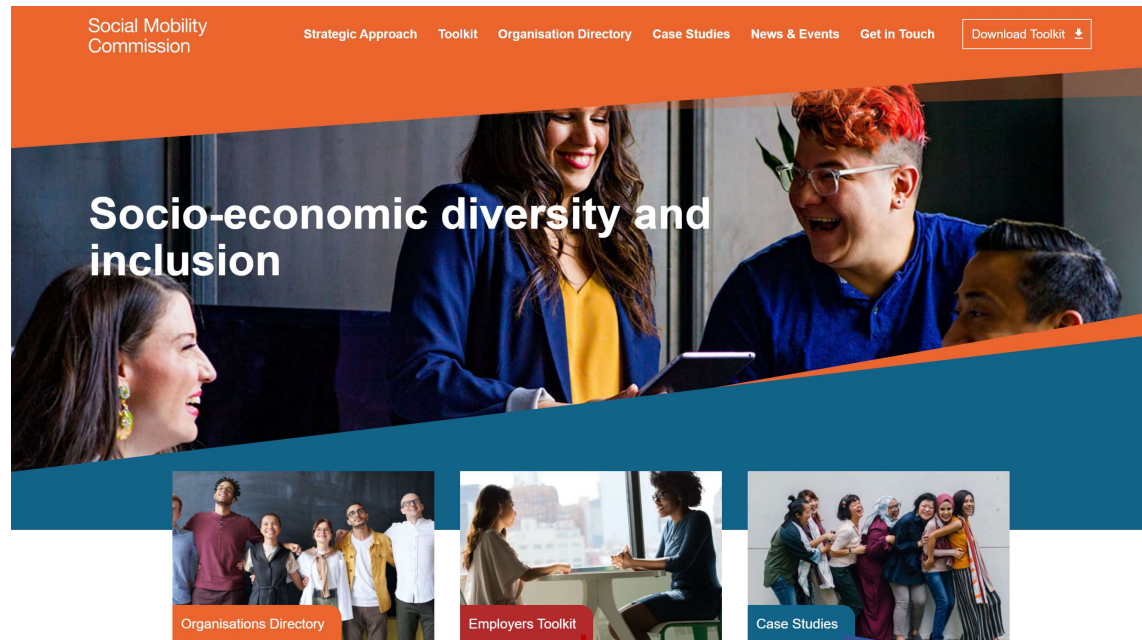 Social Mobility
Commission
Strategic Approach Toolkit Organisation Directory Case Studies News & Events Get in Touch Download Toolkit
Socio-economic diversity and
inclusion
Organisations Directory Employers Toolkit Case Studies